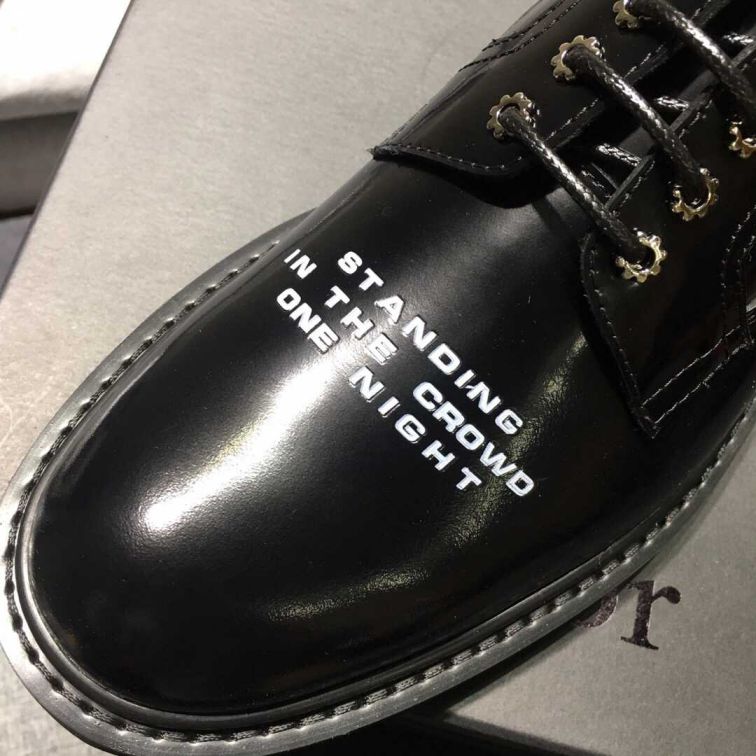 STANDING
IN THE CROWD
ONE NIGHT